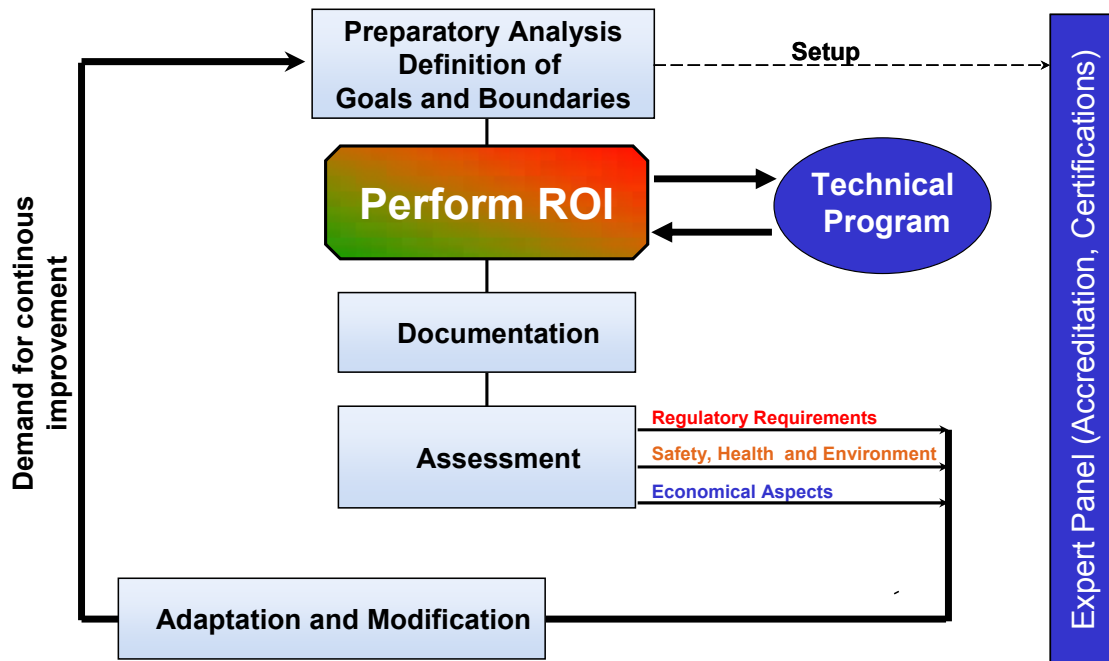 Preparatory Analysis
Definition of
Goals and Boundaries
Setup
Perform ROI
Technical
Program
Documentation
Assessment
Regulatory Requirements
Safety, Health and Environment
Economical Aspects
Adaptation and Modification
Demand for continous
improvement
Expert Panel (Accreditation, Certifications)